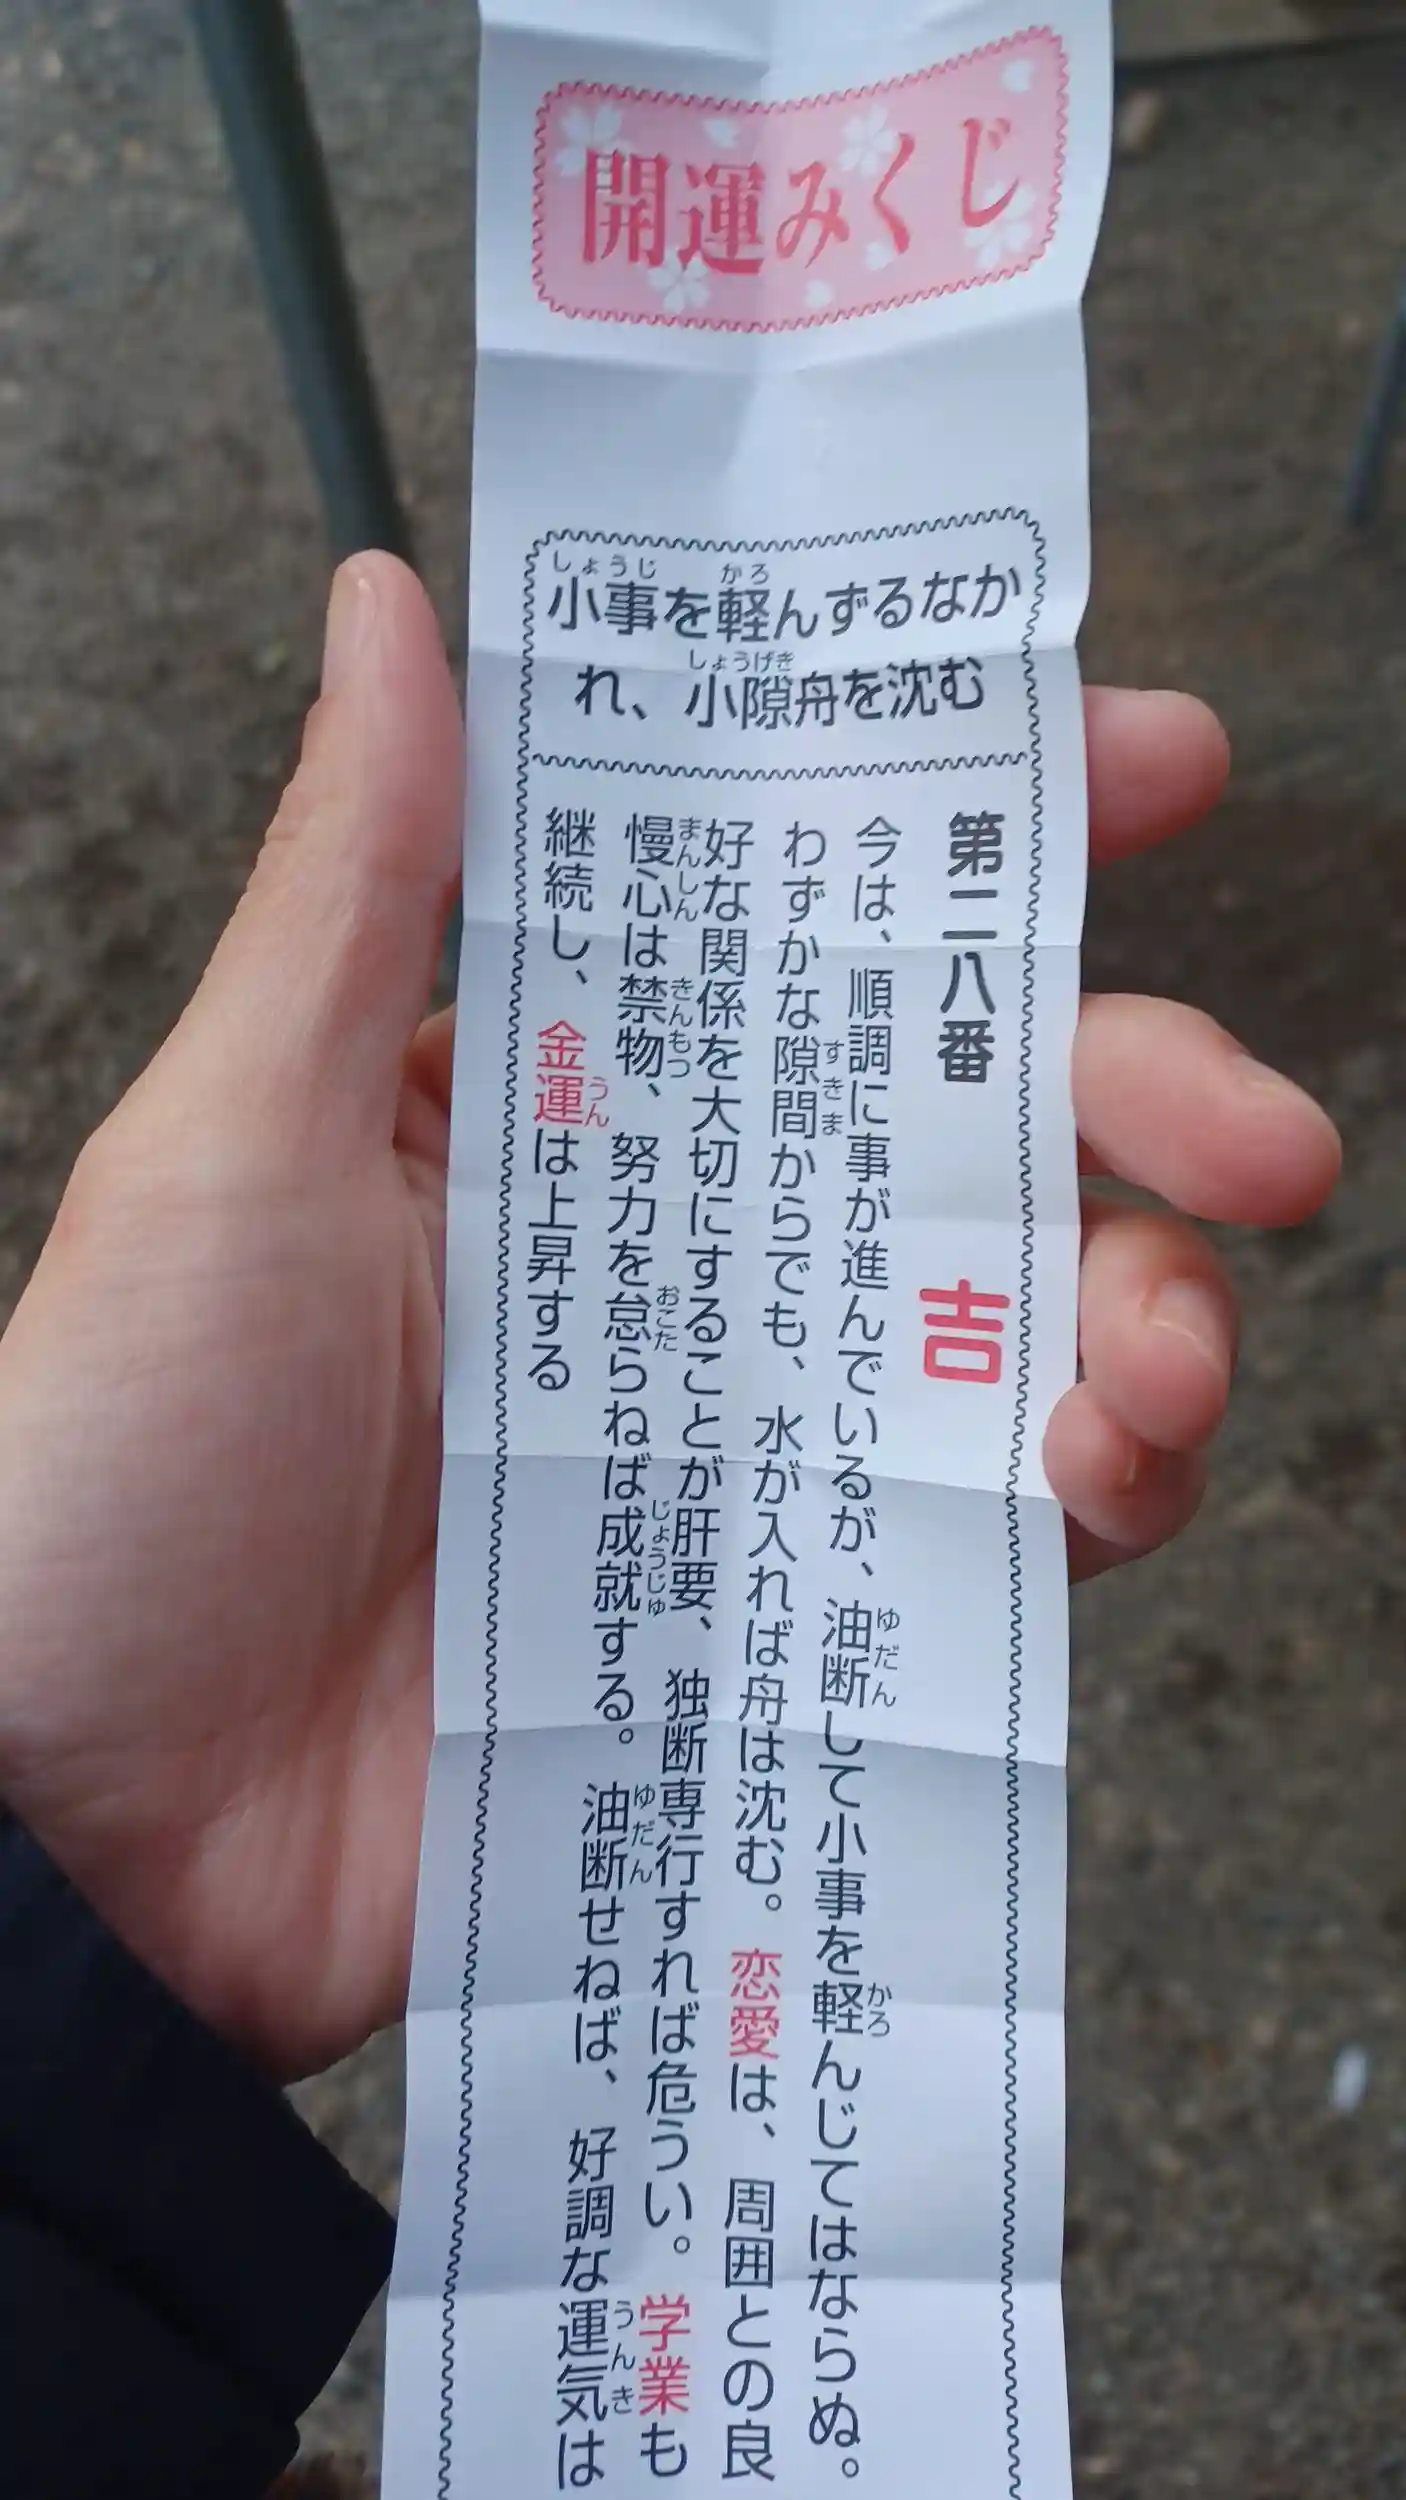 開運みくじ
小事を軽んずるなか
れ、小隙舟を沈む
第二八番 吉
今は、順調に事が進んでいるが、油断して小事を軽んじてはならぬ。
わずかな隙間からでも、水が入れば舟は沈む。恋愛は、周囲との良
好な関係を大切にすることが肝要、独断専行すれば危うい。学業も
慢心は禁物、努力を怠らねば成就する。油断せねば、好調な運気は
継続し、金運は上昇する